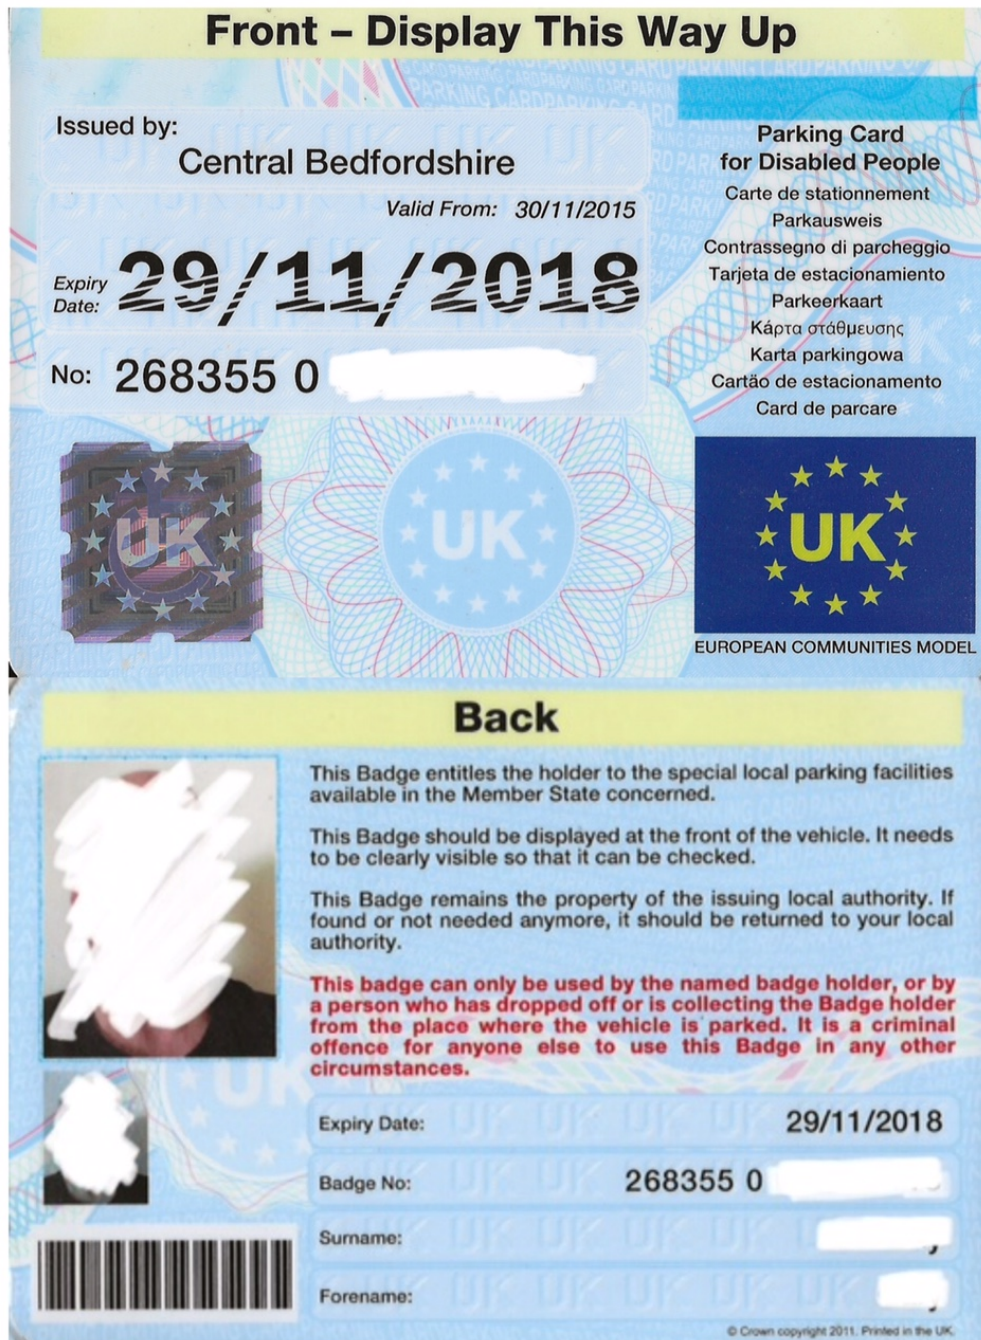 Front – Display This Way Up
Issued by:
Central Bedfordshire
Valid From: 30/11/2015
Expiry
Date: 29/11/2018
No: 268355 0
Parking Card
for Disabled People
Carte de stationnement
Parkausweis
Contrassegno di parcheggio
Tarjeta de estacionamiento
Parkeerkaart
Κάρτα στάθμευσης
Karta parkingowa
Cartão de estacionamento
Card de parcare
UK
UK
UK
EUROPEAN COMMUNITIES MODEL
Back
This Badge entitles the holder to the special local parking facilities
available in the Member State concerned.
This Badge should be displayed at the front of the vehicle. It needs
to be clearly visible so that it can be checked.
This Badge remains the property of the issuing local authority. If
found or not needed anymore, it should be returned to your local
authority.
This badge can only be used by the named badge holder, or by
a person who has dropped off or is collecting the Badge holder
from the place where the vehicle is parked. It is a criminal
offence for anyone else to use this Badge in any other
circumstances.
UK
Expiry Date: 29/11/2018
Badge No: 268355 0
Surname:
Forename:
© Crown copyright 2011. Printed in the UK.